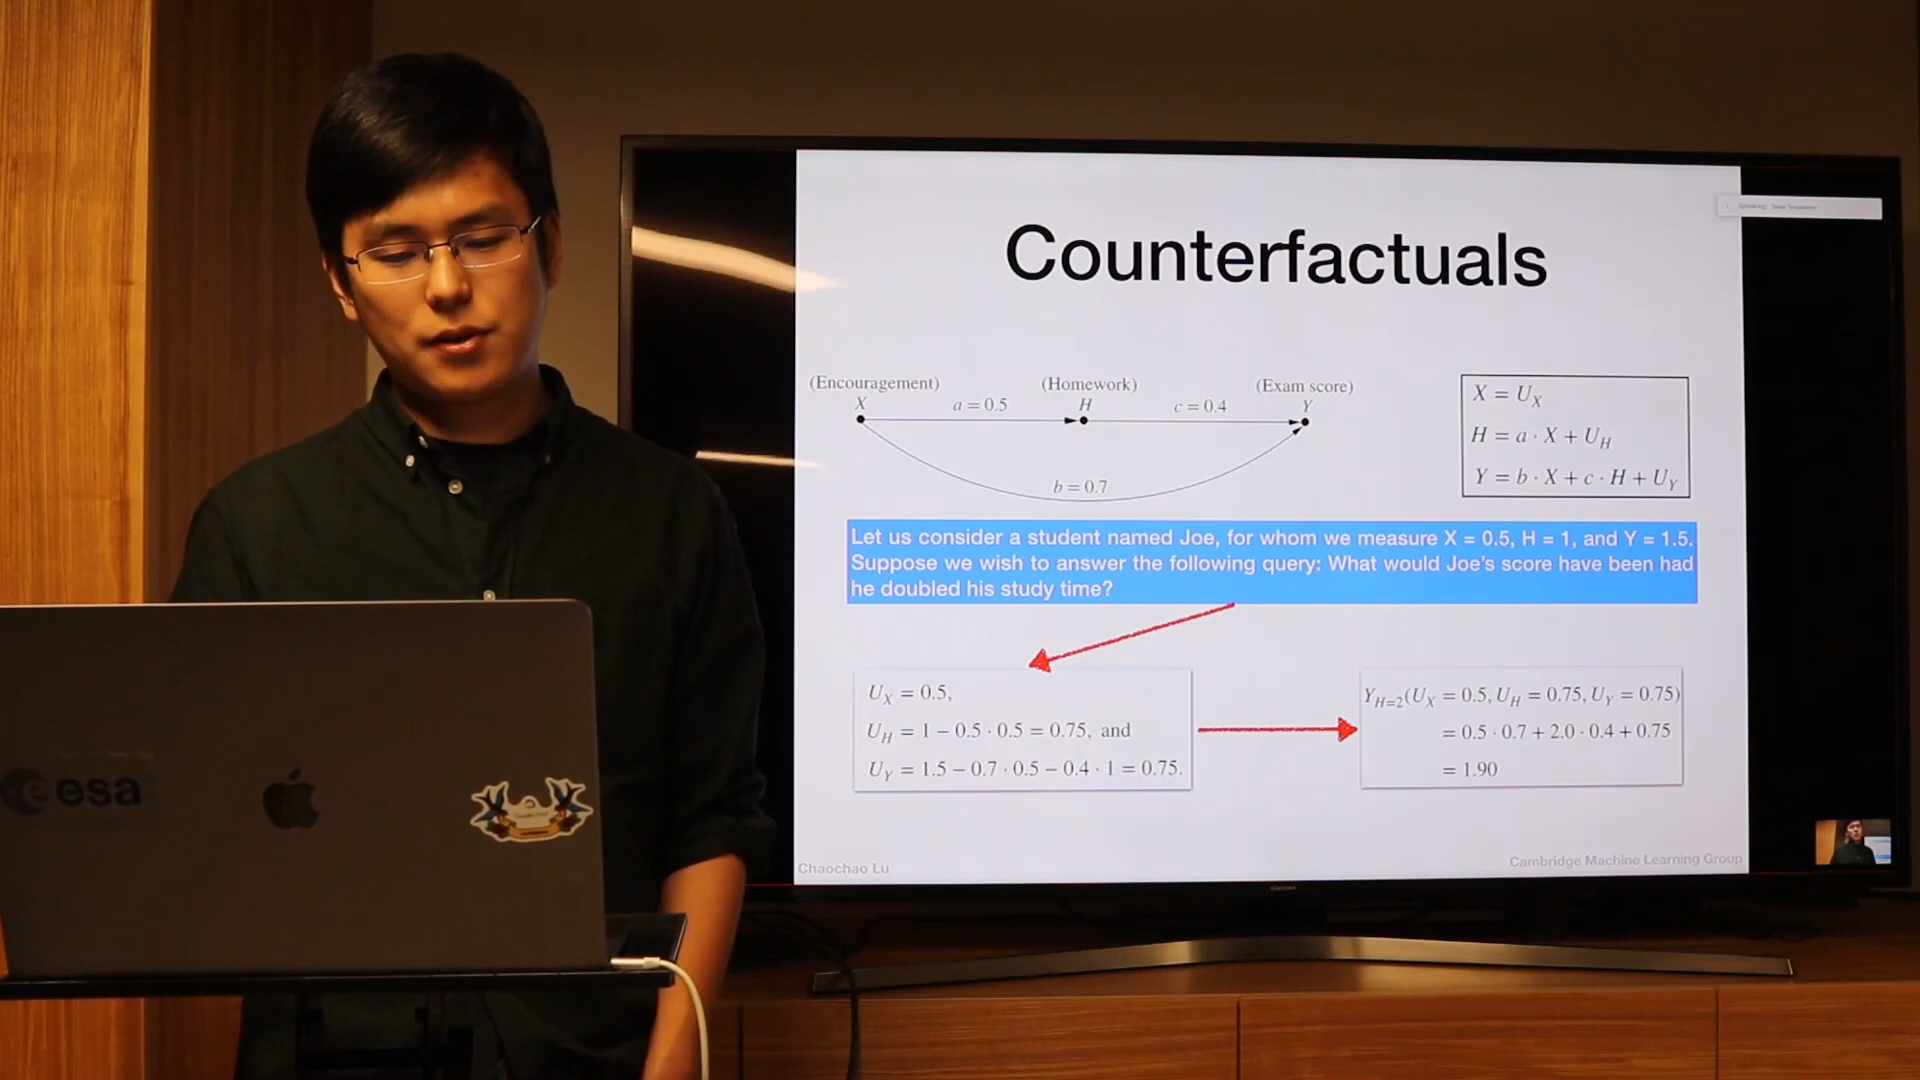 Counterfactuals
(Encouragement) (Homework) (Exam score)
X a = 0.5 H c = 0.4 Y
b = 0.7
X = U_X
H = a · X + U_H
Y = b · X + c · H + U_Y
Let us consider a student named Joe, for whom we measure X = 0.5, H = 1, and Y = 1.5.
Suppose we wish to answer the following query: What would Joe's score have been had
he doubled his study time?
U_X = 0.5,
U_H = 1 − 0.5 · 0.5 = 0.75, and
U_Y = 1.5 − 0.7 · 0.5 − 0.4 · 1 = 0.75.
Y_{H=2}(U_X = 0.5, U_H = 0.75, U_Y = 0.75)
= 0.5 · 0.7 + 2.0 · 0.4 + 0.75
= 1.90
Chaochao Lu
Cambridge Machine Learning Group
esa
SAMSUNG